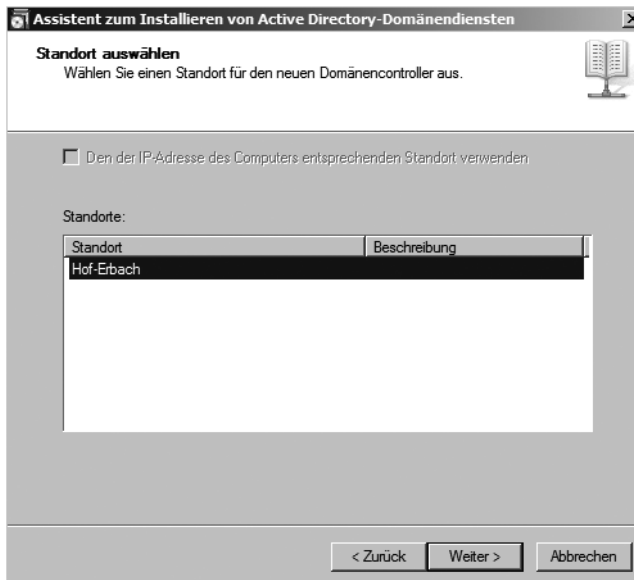 Assistent zum Installieren von Active Directory-Domänendiensten
Standort auswählen
Wählen Sie einen Standort für den neuen Domänencontroller aus.
Den der IP-Adresse des Computers entsprechenden Standort verwenden
Standorte:
Standort Beschreibung
Hof-Erbach
< Zurück Weiter > Abbrechen